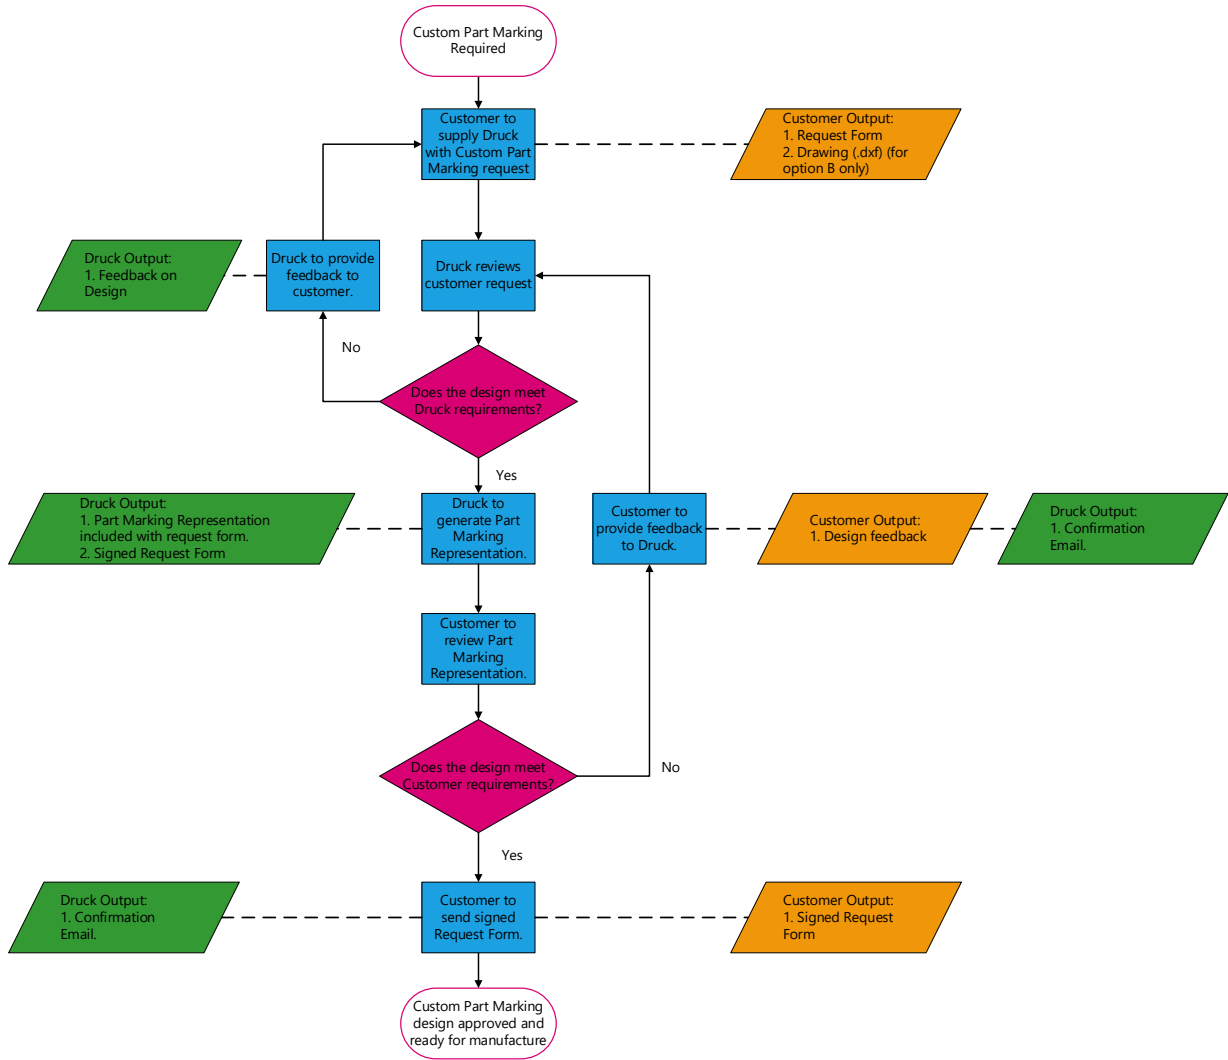 Custom Part Marking
Required
Customer to
supply Druck
with Custom Part
Marking request
Customer Output:
1. Request Form
2. Drawing (.dxf) (for
option B only)
Druck Output:
1. Feedback on
Design
Druck to provide
feedback to
customer.
Druck reviews
customer request
No
Does the design meet
Druck requirements?
Yes
Druck Output:
1. Part Marking Representation
included with request form.
2. Signed Request Form
Druck to
generate Part
Marking
Representation.
Customer to
provide feedback
to Druck.
Customer Output:
1. Design feedback
Druck Output:
1. Confirmation
Email.
Customer to
review Part
Marking
Representation.
Does the design meet
Customer requirements?
No
Yes
Druck Output:
1. Confirmation
Email.
Customer to
send signed
Request Form.
Customer Output:
1. Signed Request
Form
Custom Part Marking
design approved and
ready for manufacture